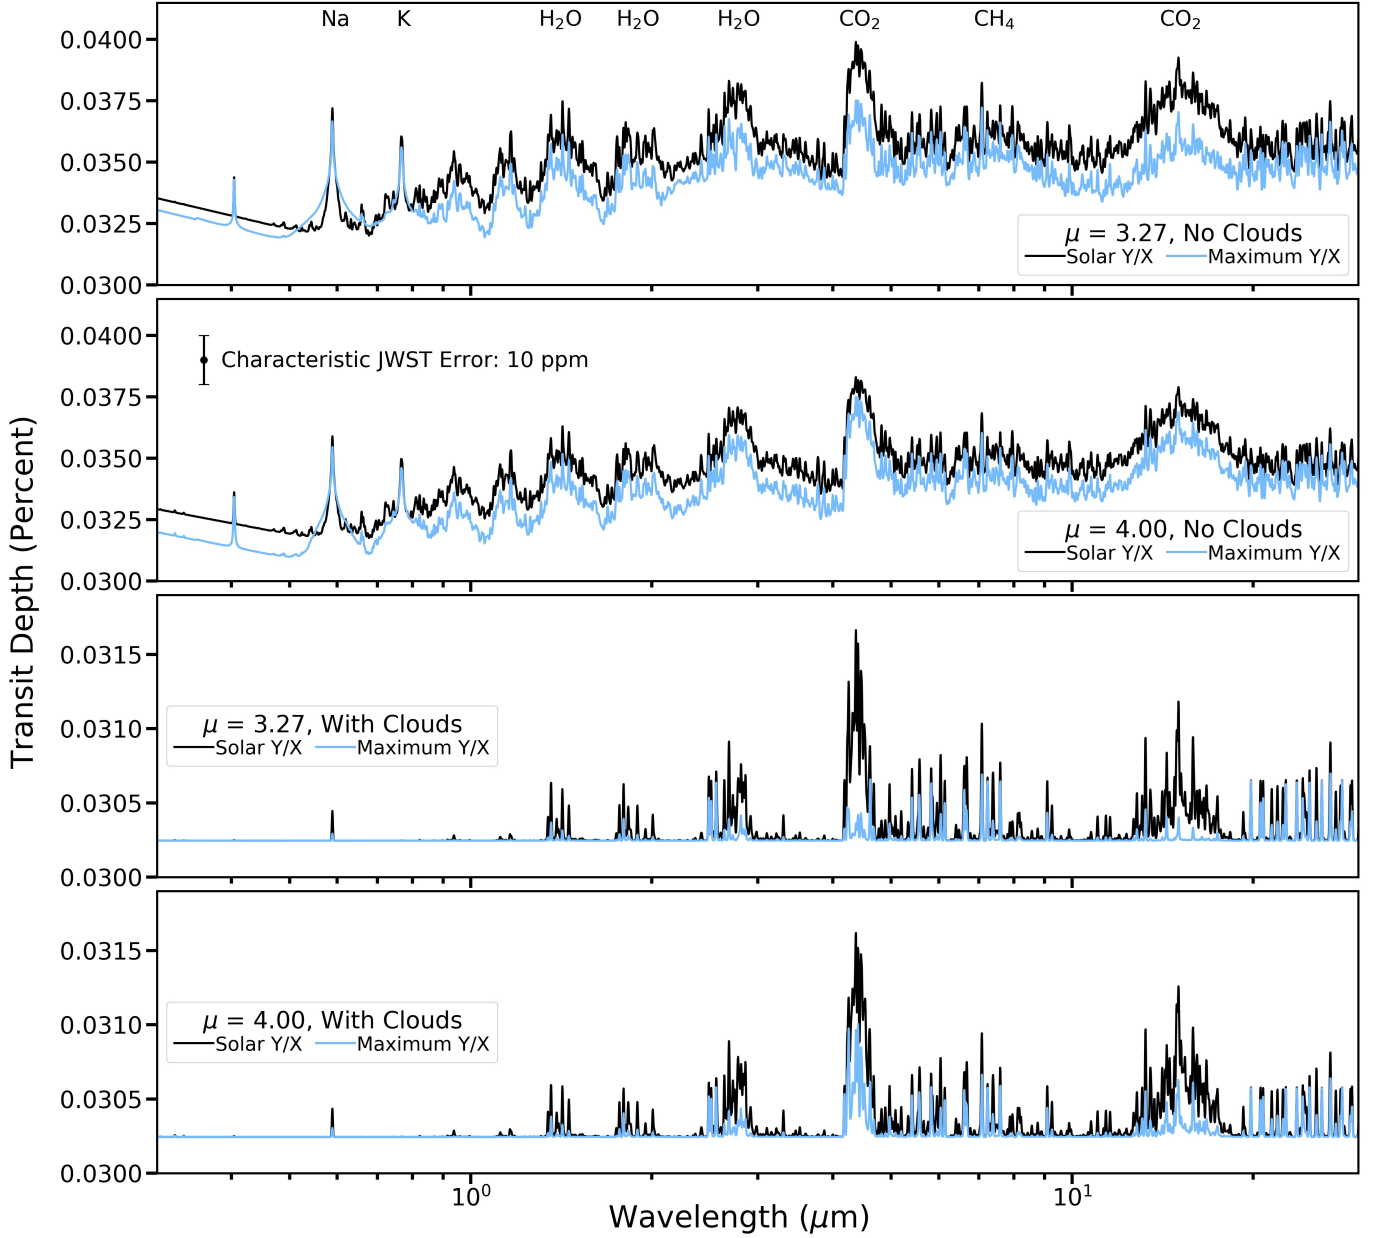 Na K H₂O H₂O H₂O CO₂ CH₄ CO₂
0.0400
0.0375
0.0350
0.0325
0.0300
μ = 3.27, No Clouds
Solar Y/X Maximum Y/X
0.0400
0.0375
0.0350
0.0325
0.0300
Characteristic JWST Error: 10 ppm
μ = 4.00, No Clouds
Solar Y/X Maximum Y/X
Transit Depth (Percent)
0.0315
0.0310
0.0305
0.0300
μ = 3.27, With Clouds
Solar Y/X Maximum Y/X
0.0315
0.0310
0.0305
0.0300
μ = 4.00, With Clouds
Solar Y/X Maximum Y/X
10⁰ 10¹
Wavelength (μm)